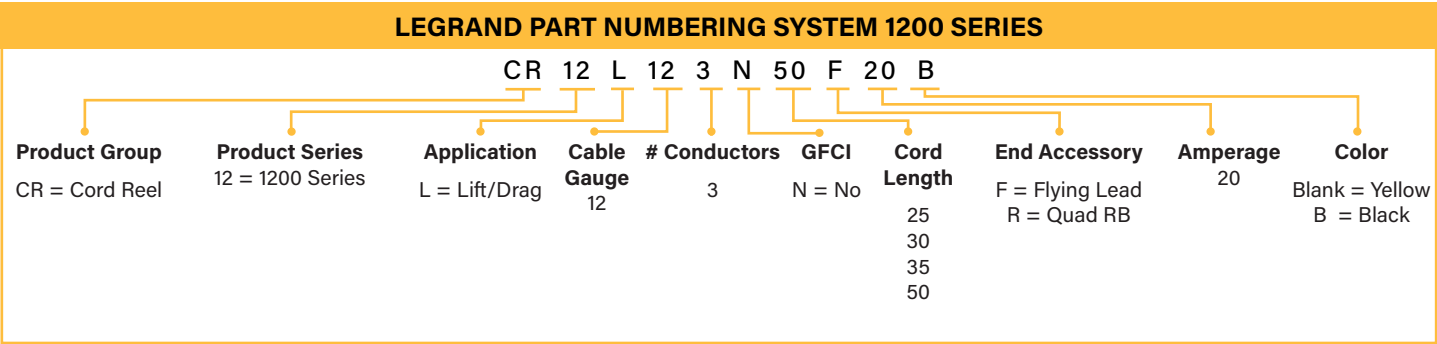 LEGRAND PART NUMBERING SYSTEM 1200 SERIES
CR 12 L 12 3 N 50 F 20 B
Product Group
CR = Cord Reel
Product Series
12 = 1200 Series
Application
L = Lift/Drag
Cable
Gauge
12
# Conductors
3
GFCI
N = No
Cord
Length
25
30
35
50
End Accessory
F = Flying Lead
R = Quad RB
Amperage
20
Color
Blank = Yellow
B = Black